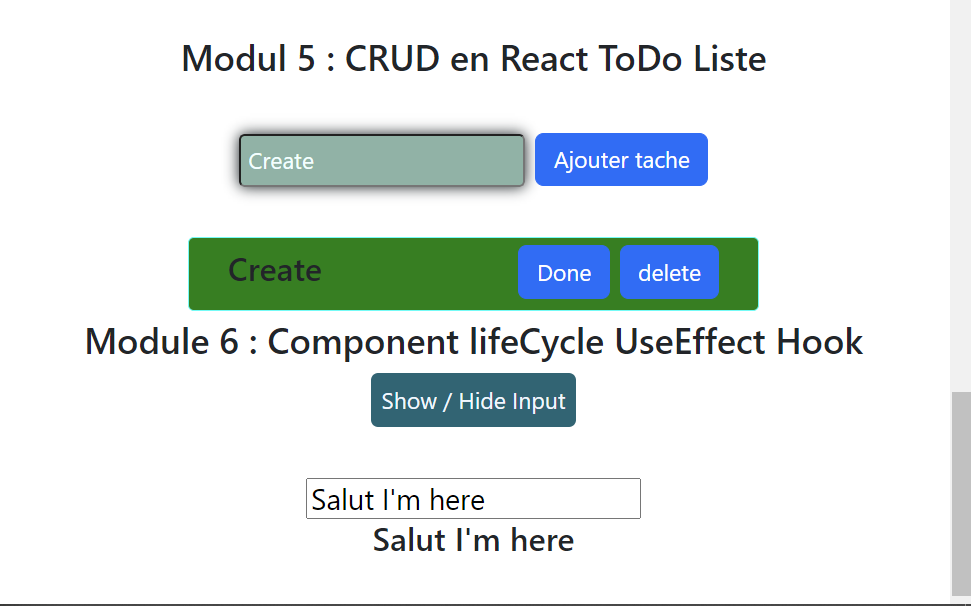 Modul 5 : CRUD en React ToDo Liste
Create
Ajouter tache
Create
Done
delete
Module 6 : Component lifeCycle UseEffect Hook
Show / Hide Input
Salut I'm here
Salut I'm here